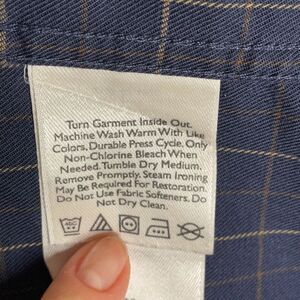 Turn Garment Inside Out.
Machine Wash Warm With Like
Colors, Durable Press Cycle. Only
Non-Chlorine Bleach When
Needed. Tumble Dry Medium.
Remove Promptly. Steam Ironing
May Be Required For Restoration.
Do Not Use Fabric Softeners. Do
Not Dry Clean.